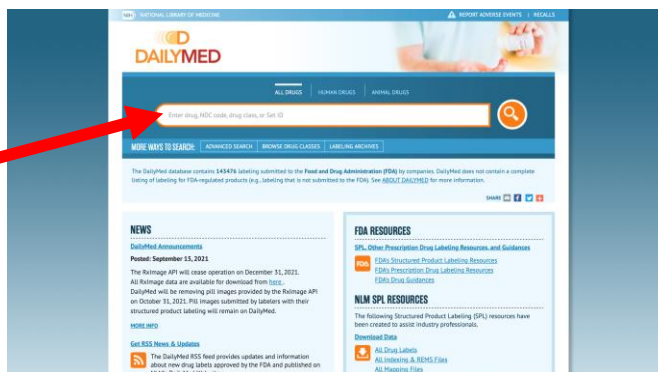 NIH NATIONAL LIBRARY OF MEDICINE
REPORT ADVERSE EVENTS | RECALLS
DAILYMED
ALL DRUGS | HUMAN DRUGS | ANIMAL DRUGS
Enter drug, NDC code, drug class, or Set ID
MORE WAYS TO SEARCH: ADVANCED SEARCH BROWSE DRUG CLASSES LABELING ARCHIVES
The DailyMed database contains 143476 labeling submitted to the Food and Drug Administration (FDA) by companies. DailyMed does not contain a complete
listing of labeling for FDA-regulated products (e.g., labeling that is not submitted to the FDA). See ABOUT DAILYMED for more information.
SHARE
NEWS
DailyMed Announcements
Posted: September 15, 2021
The RxImage API will cease operation on December 31, 2021.
All RxImage data are available for download from here.
DailyMed will be removing pill images provided by the RxImage API
on October 31, 2021. Pill images submitted by labelers with their
structured product labeling will remain on DailyMed.
MORE INFO
Get RSS News & Updates
The DailyMed RSS feed provides updates and information
about new drug labels approved by the FDA and published on
FDA RESOURCES
SPL, Other Prescription Drug Labeling Resources, and Guidances
FDA
FDA's Structured Product Labeling Resources
FDA's Prescription Drug Labeling Resources
FDA's Drug Guidances
NLM SPL RESOURCES
The following Structured Product Labeling (SPL) resources have
been created to assist industry professionals.
Download Data
All Drug Labels
All Indexing & REMS Files
All Mapping Files